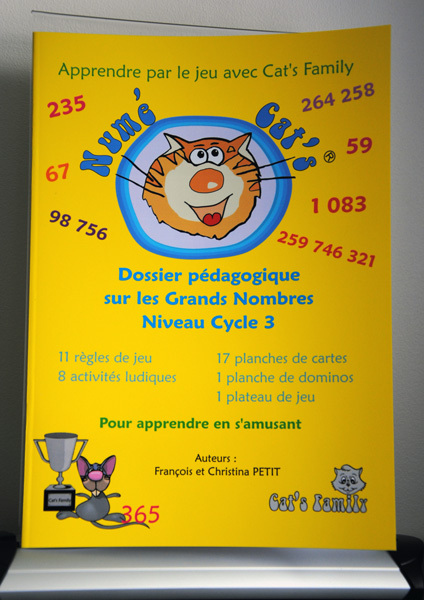 Apprendre par le jeu avec Cat's Family
235
264 258
Numé Cat's ®
67
59
98 756
1 083
259 746 321
Dossier pédagogique
sur les Grands Nombres
Niveau Cycle 3
11 règles de jeu
8 activités ludiques
17 planches de cartes
1 planche de dominos
1 plateau de jeu
Pour apprendre en s'amusant
Auteurs :
François et Christina PETIT
Cat's Family
365
Cat's Family